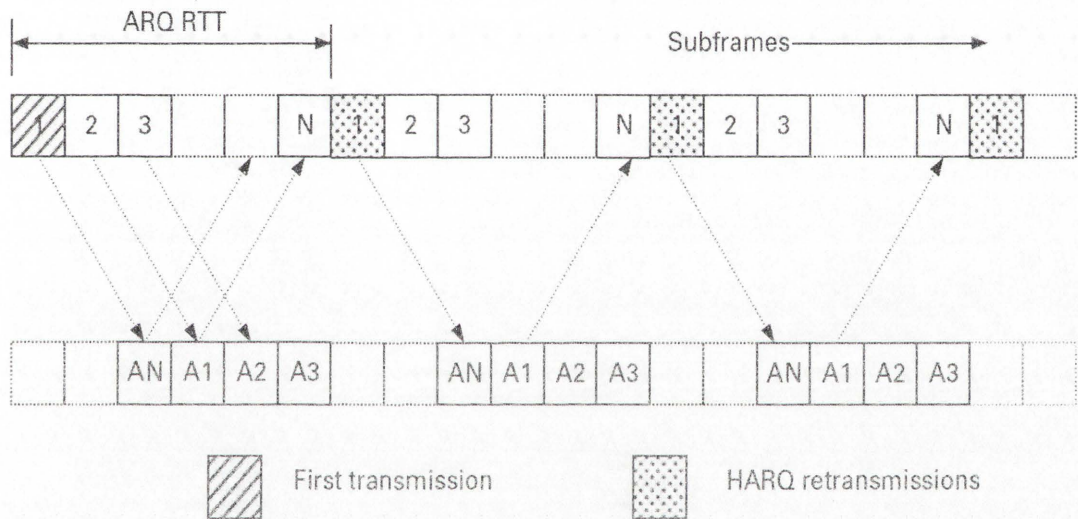 ARQ RTT
Subframes
1 2 3 N 1 2 3 N 1 2 3 N 1
AN A1 A2 A3 AN A1 A2 A3 AN A1 A2 A3
First transmission
HARQ retransmissions